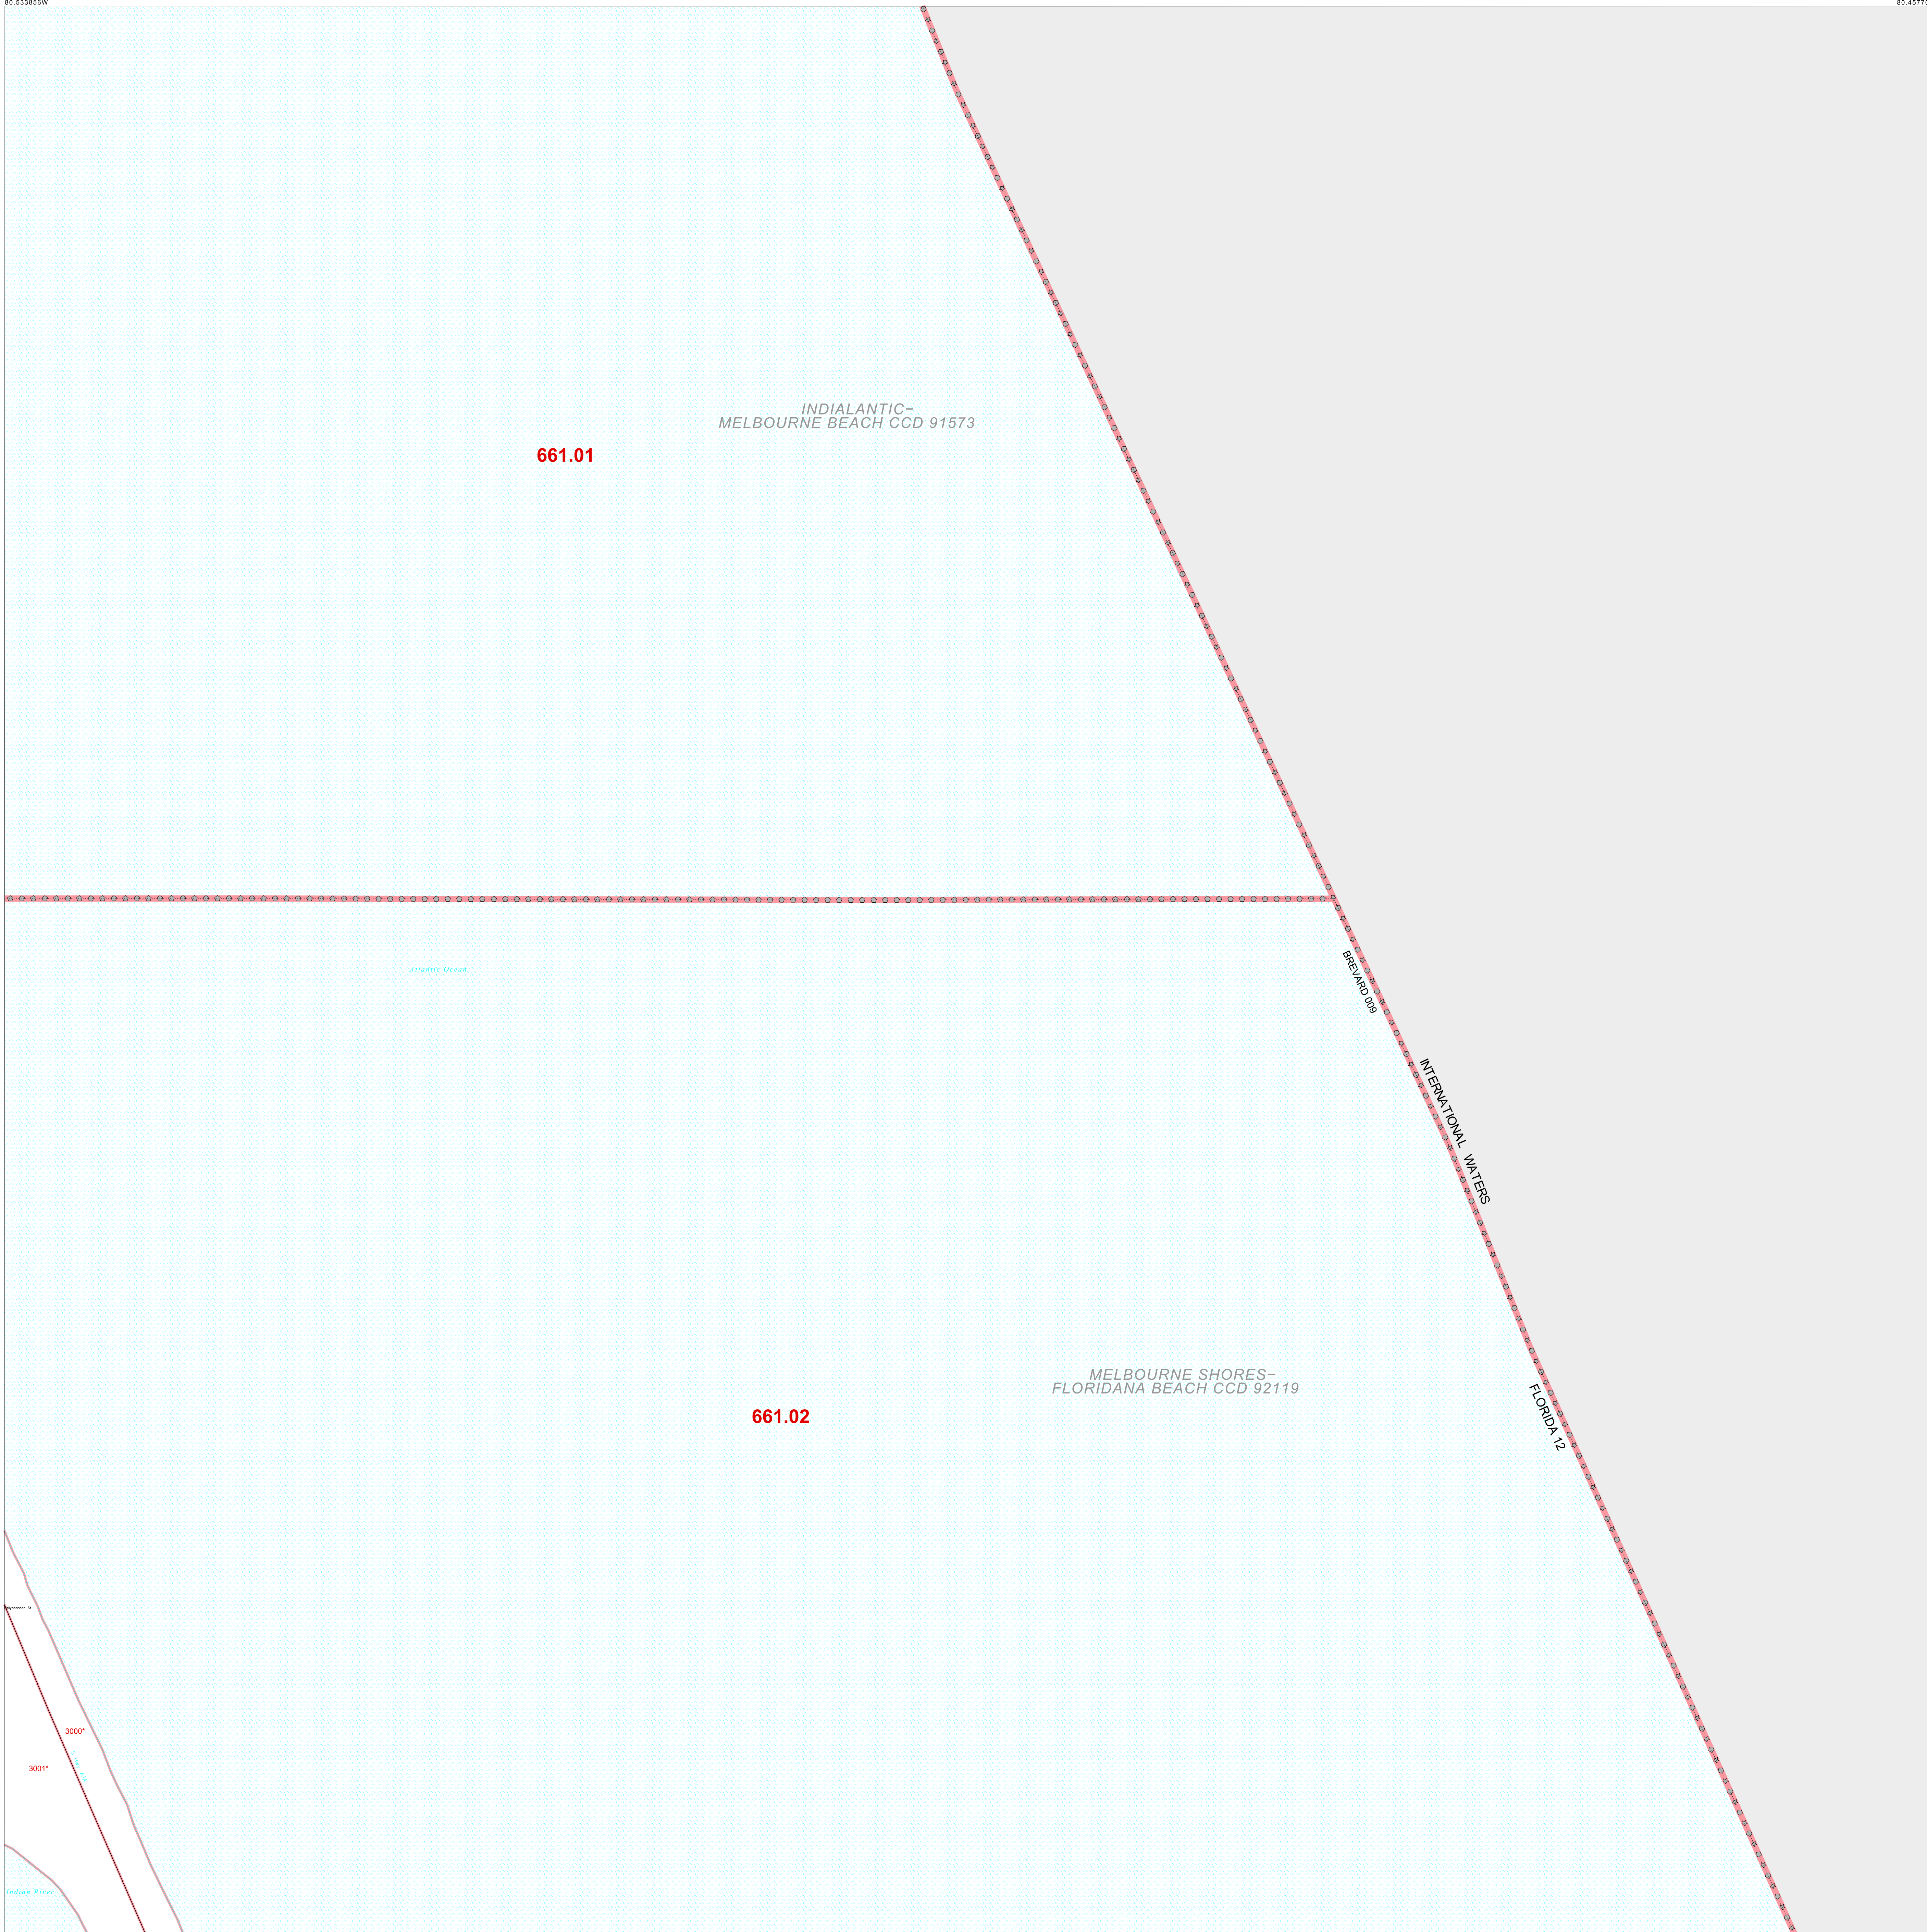 80.533856W
80.45770
INDIALANTIC–
MELBOURNE BEACH CCD 91573
661.01
Atlantic Ocean
BREVARD 009
INTERNATIONAL WATERS
MELBOURNE SHORES–
FLORIDANA BEACH CCD 92119
661.02
FLORIDA 12
3000*
3001*
Indian River